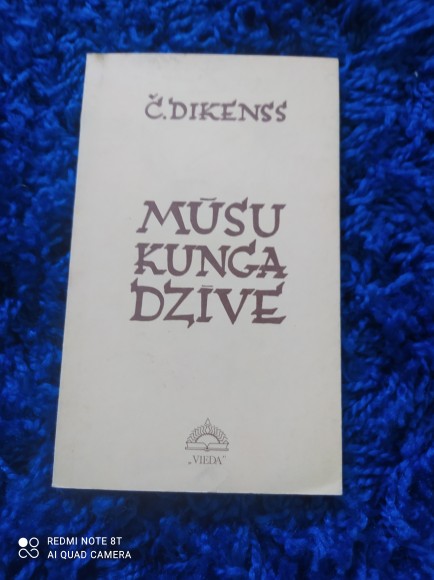 Č. DIKENSS
MŪSU
KUNGA
DZĪVE
„VIEDA”
REDMI NOTE 8T
AI QUAD CAMERA